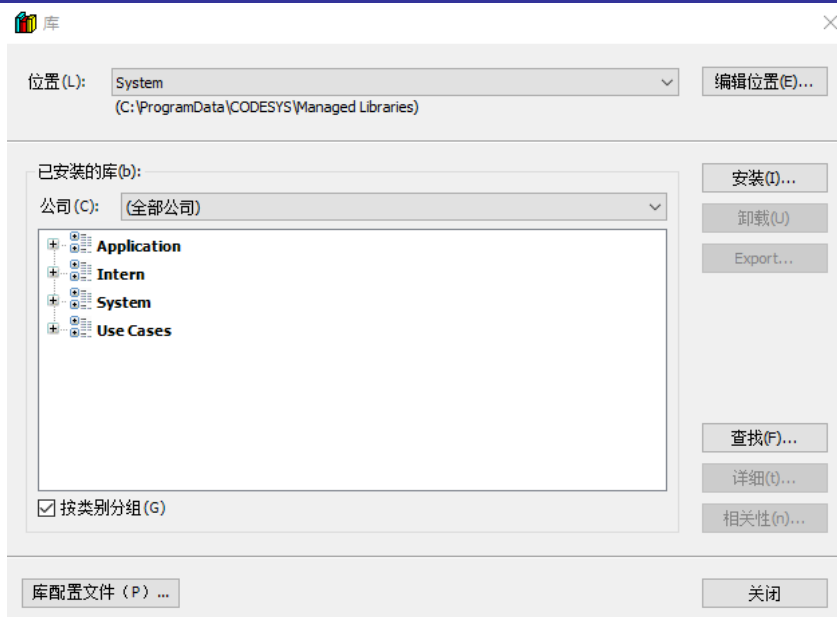 库
位置(L):
System
编辑位置(E)...
(C:\ProgramData\CODESYS\Managed Libraries)
已安装的库(b):
安装(I)...
公司(C):
(全部公司)
卸载(U)
Application
Export...
Intern
System
Use Cases
查找(F)...
详细(t)...
按类别分组(G)
相关性(n)...
库配置文件（P）...
关闭